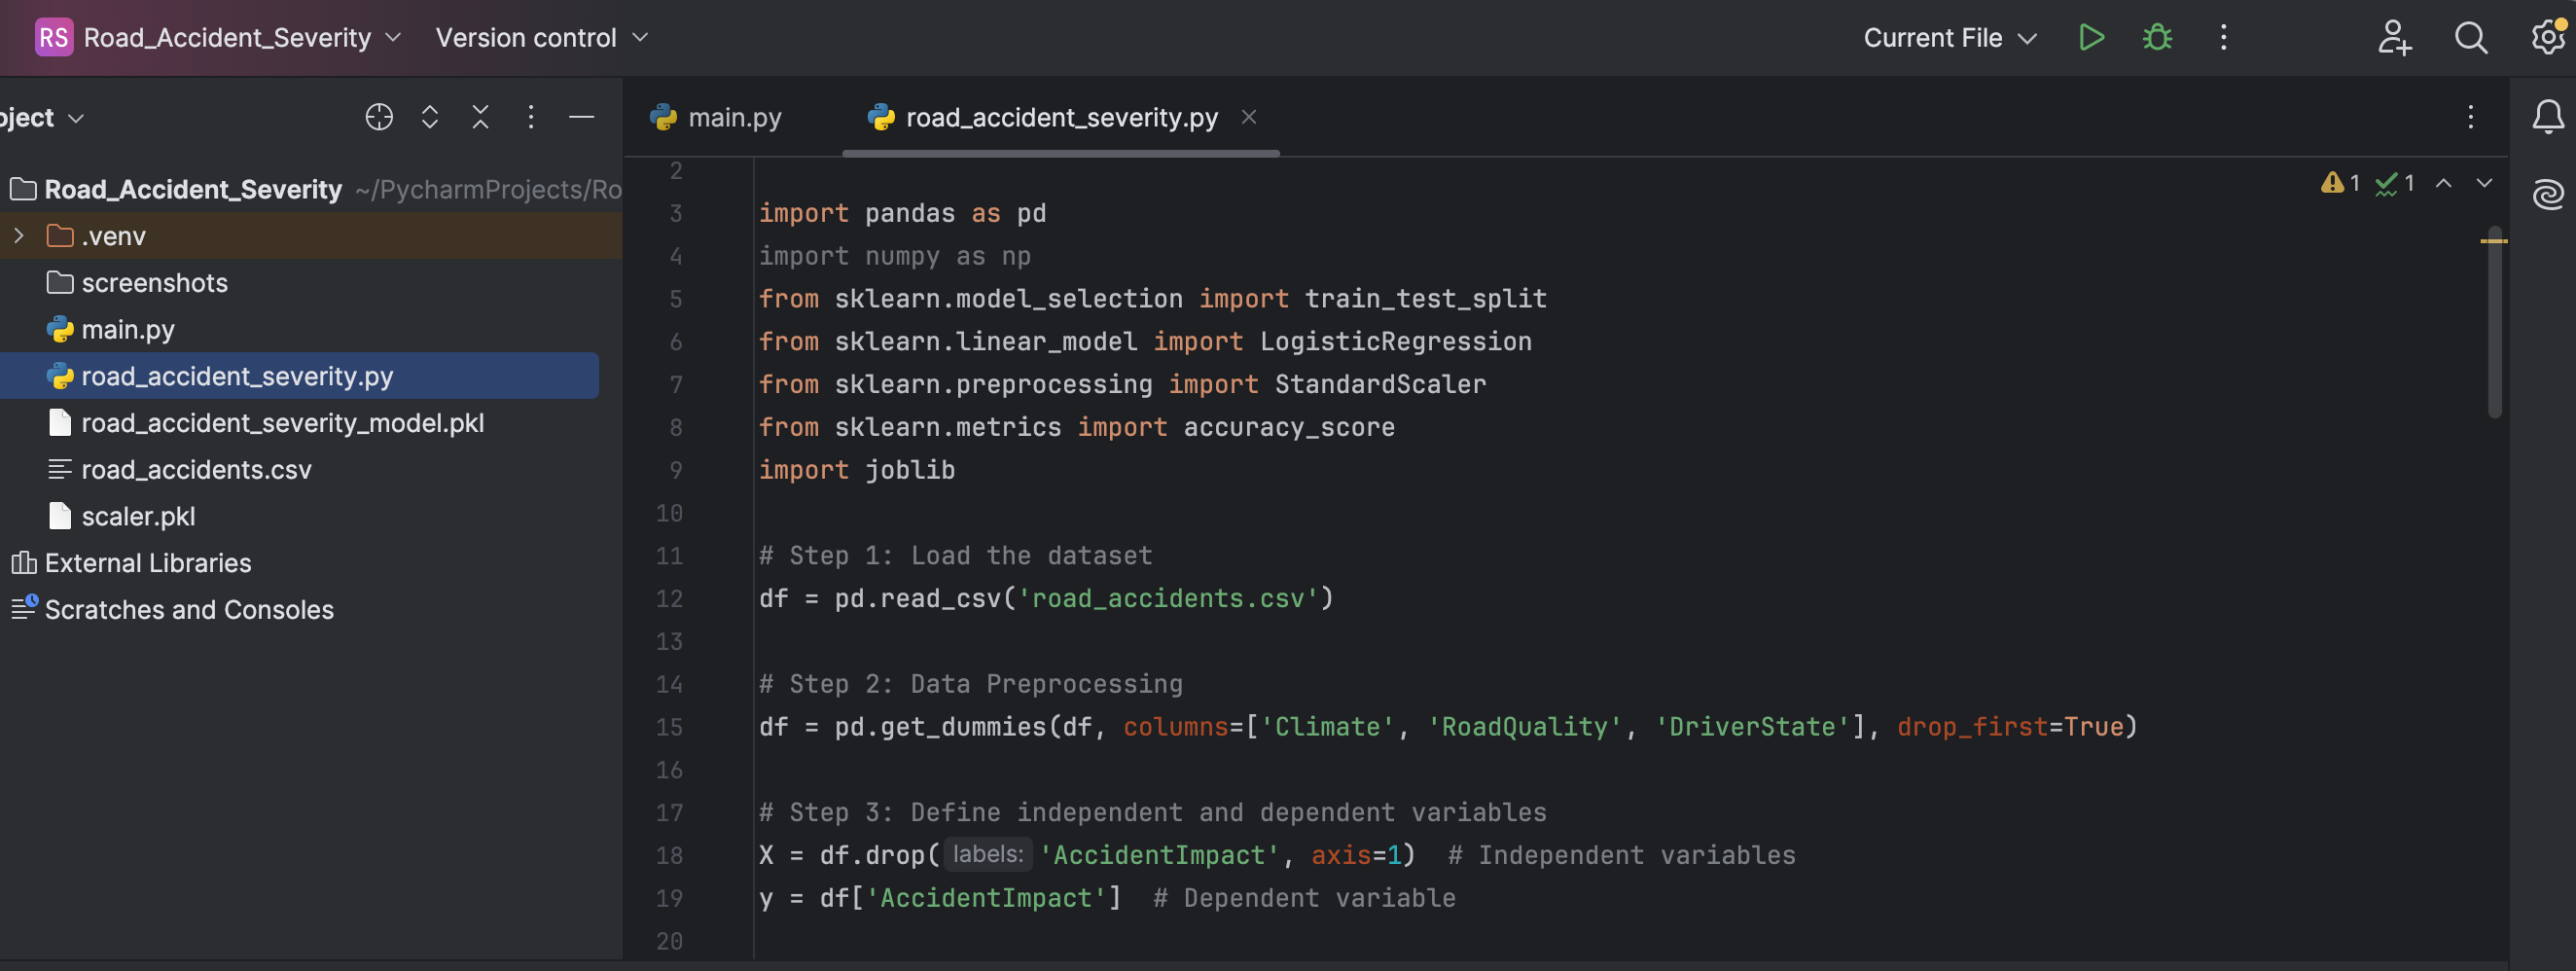 RS Road_Accident_Severity Version control Current File
oject
Road_Accident_Severity ~/PycharmProjects/Ro
.venv
screenshots
main.py
road_accident_severity.py
road_accident_severity_model.pkl
road_accidents.csv
scaler.pkl
External Libraries
Scratches and Consoles
main.py road_accident_severity.py
1 1
2
3 import pandas as pd
4 import numpy as np
5 from sklearn.model_selection import train_test_split
6 from sklearn.linear_model import LogisticRegression
7 from sklearn.preprocessing import StandardScaler
8 from sklearn.metrics import accuracy_score
9 import joblib
10
11 # Step 1: Load the dataset
12 df = pd.read_csv('road_accidents.csv')
13
14 # Step 2: Data Preprocessing
15 df = pd.get_dummies(df, columns=['Climate', 'RoadQuality', 'DriverState'], drop_first=True)
16
17 # Step 3: Define independent and dependent variables
18 X = df.drop( labels: 'AccidentImpact', axis=1) # Independent variables
19 y = df['AccidentImpact'] # Dependent variable
20